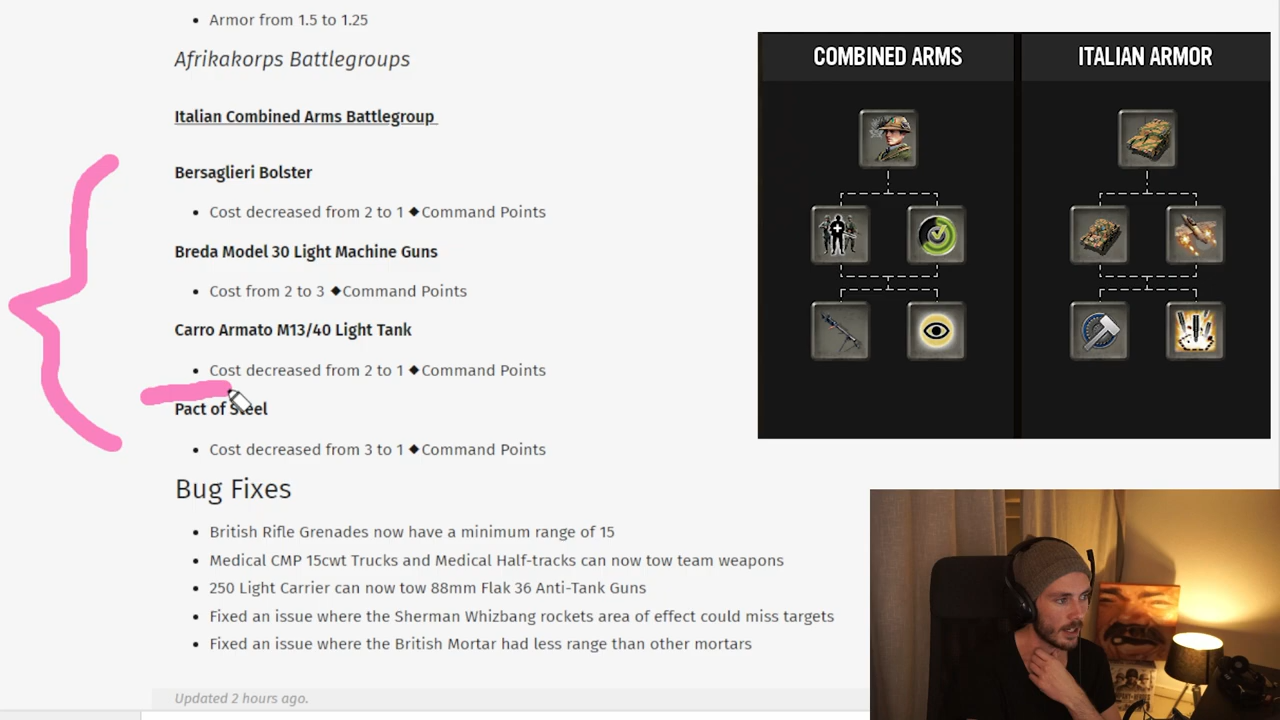 Armor from 1.5 to 1.25
Afrikakorps Battlegroups
Italian Combined Arms Battlegroup
Bersaglieri Bolster
Cost decreased from 2 to 1 ◆Command Points
Breda Model 30 Light Machine Guns
Cost from 2 to 3 ◆Command Points
Carro Armato M13/40 Light Tank
Cost decreased from 2 to 1 ◆Command Points
Pact of Steel
Cost decreased from 3 to 1 ◆Command Points
Bug Fixes
British Rifle Grenades now have a minimum range of 15
Medical CMP 15cwt Trucks and Medical Half-tracks can now tow team weapons
250 Light Carrier can now tow 88mm Flak 36 Anti-Tank Guns
Fixed an issue where the Sherman Whizbang rockets area of effect could miss targets
Fixed an issue where the British Mortar had less range than other mortars
Updated 2 hours ago.
COMBINED ARMS
ITALIAN ARMOR